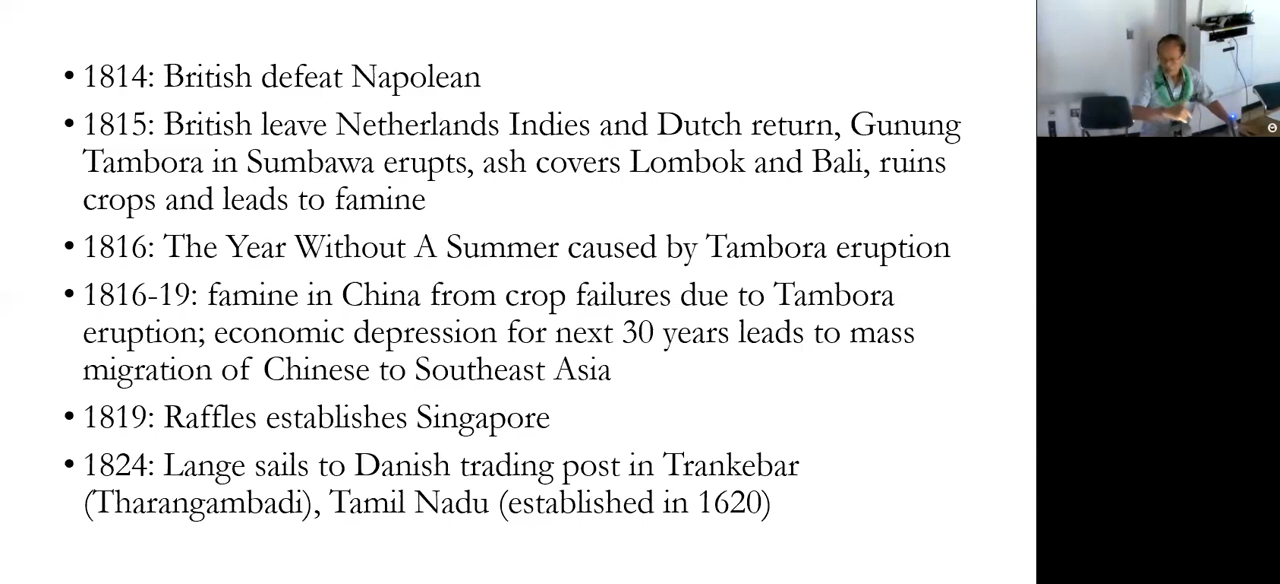 • 1814: British defeat Napolean
• 1815: British leave Netherlands Indies and Dutch return, Gunung
Tambora in Sumbawa erupts, ash covers Lombok and Bali, ruins
crops and leads to famine
• 1816: The Year Without A Summer caused by Tambora eruption
• 1816-19: famine in China from crop failures due to Tambora
eruption; economic depression for next 30 years leads to mass
migration of Chinese to Southeast Asia
• 1819: Raffles establishes Singapore
• 1824: Lange sails to Danish trading post in Trankebar
(Tharangambadi), Tamil Nadu (established in 1620)